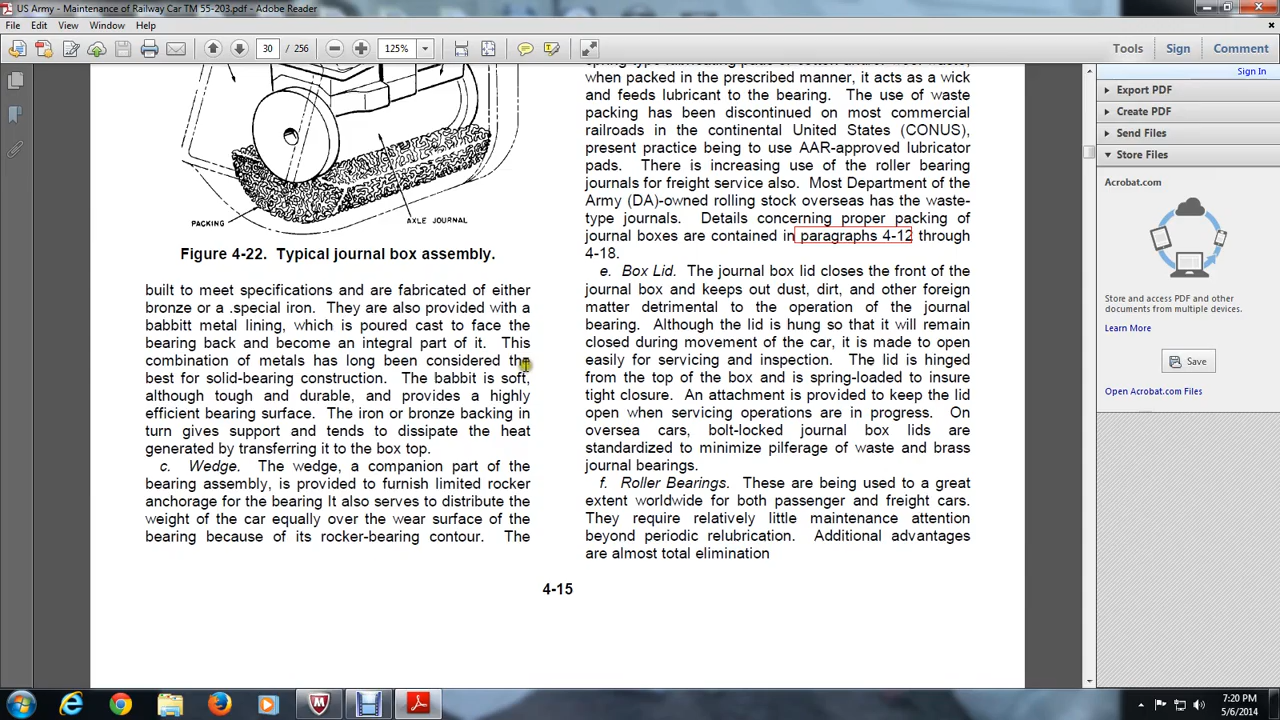 US Army - Maintenance of Railway Car TM 55-203.pdf - Adobe Reader
File Edit View Window Help
30 / 256 125% Tools Sign Comment
Sign In
Export PDF
Create PDF
Send Files
Store Files
Acrobat.com
Store and access PDF and other
documents from multiple devices.
Learn More
Save
Open Acrobat.com Files
PACKING
AXLE JOURNAL
Figure 4-22. Typical journal box assembly.
built to meet specifications and are fabricated of either
bronze or a .special iron. They are also provided with a
babbitt metal lining, which is poured cast to face the
bearing back and become an integral part of it. This
combination of metals has long been considered the
best for solid-bearing construction. The babbit is soft,
although tough and durable, and provides a highly
efficient bearing surface. The iron or bronze backing in
turn gives support and tends to dissipate the heat
generated by transferring it to the box top.
c. Wedge. The wedge, a companion part of the
bearing assembly, is provided to furnish limited rocker
anchorage for the bearing It also serves to distribute the
weight of the car equally over the wear surface of the
bearing because of its rocker-bearing contour. The
when packed in the prescribed manner, it acts as a wick
and feeds lubricant to the bearing. The use of waste
packing has been discontinued on most commercial
railroads in the continental United States (CONUS),
present practice being to use AAR-approved lubricator
pads. There is increasing use of the roller bearing
journals for freight service also. Most Department of the
Army (DA)-owned rolling stock overseas has the waste-
type journals. Details concerning proper packing of
journal boxes are contained in paragraphs 4-12 through
4-18.
e. Box Lid. The journal box lid closes the front of the
journal box and keeps out dust, dirt, and other foreign
matter detrimental to the operation of the journal
bearing. Although the lid is hung so that it will remain
closed during movement of the car, it is made to open
easily for servicing and inspection. The lid is hinged
from the top of the box and is spring-loaded to insure
tight closure. An attachment is provided to keep the lid
open when servicing operations are in progress. On
oversea cars, bolt-locked journal box lids are
standardized to minimize pilferage of waste and brass
journal bearings.
f. Roller Bearings. These are being used to a great
extent worldwide for both passenger and freight cars.
They require relatively little maintenance attention
beyond periodic relubrication. Additional advantages
are almost total elimination
4-15
7:20 PM
5/6/2014